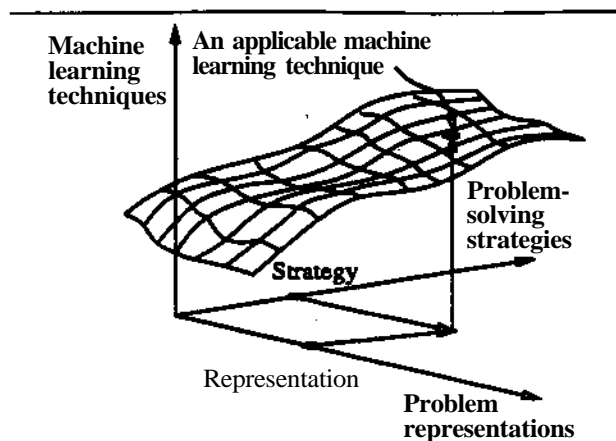 Machine
learning
techniques
An applicable machine
learning technique
Problem-
solving
strategies
Strategy
Representation
Problem
representations